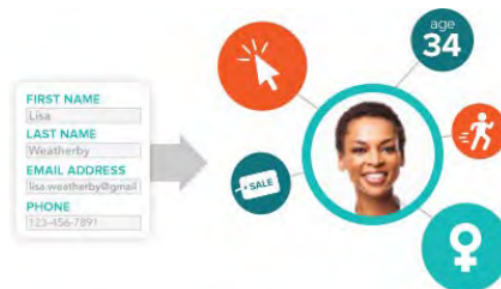 FIRST NAME
Lisa
LAST NAME
Weatherby
EMAIL ADDRESS
lisa.weatherby@gmail
PHONE
123-456-7891
age
34
SALE